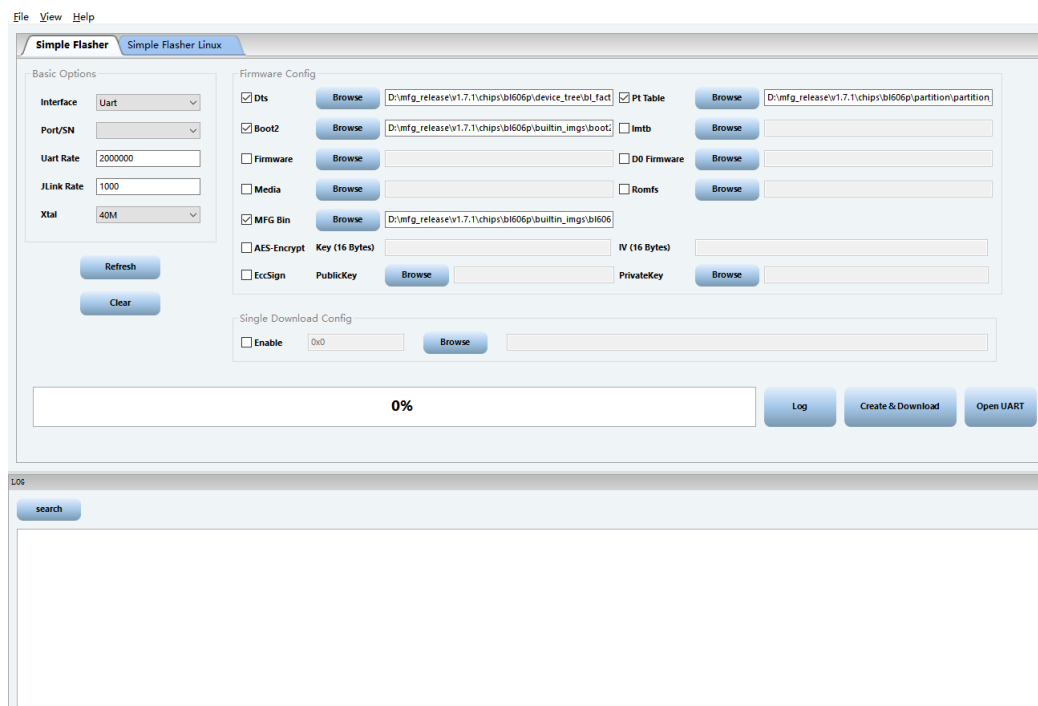 File View Help
Simple Flasher Simple Flasher Linux
Basic Options
Interface Uart
Port/SN
Uart Rate 2000000
JLink Rate 1000
Xtal 40M
Refresh
Clear
Firmware Config
Dts Browse D:\mfg_release\v1.7.1\chips\bl606p\device_tree\bl_fact Pt Table Browse D:\mfg_release\v1.7.1\chips\bl606p\partition\partition_
Boot2 Browse D:\mfg_release\v1.7.1\chips\bl606p\builtin_imgs\boot2 Imtb Browse
Firmware Browse D0 Firmware Browse
Media Browse Romfs Browse
MFG Bin Browse D:\mfg_release\v1.7.1\chips\bl606p\builtin_imgs\bl606
AES-Encrypt Key (16 Bytes) IV (16 Bytes)
EccSign PublicKey Browse PrivateKey Browse
Single Download Config
Enable 0x0 Browse
0% Log Create & Download Open UART
LOG
search